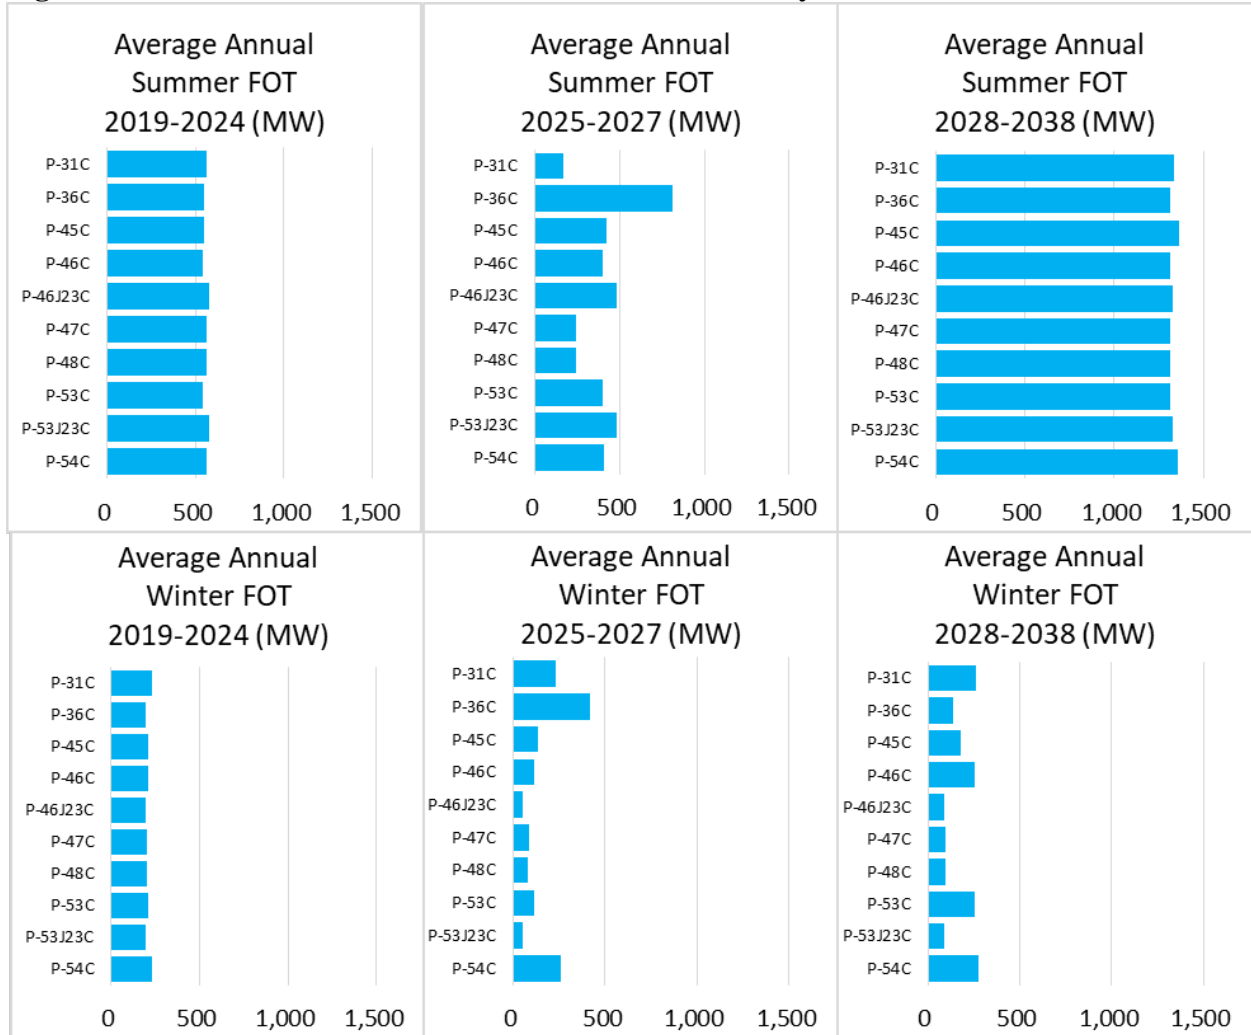 Average Annual
Summer FOT
2019-2024 (MW)
P-31C
P-36C
P-45C
P-46C
P-46J23C
P-47C
P-48C
P-53C
P-53J23C
P-54C
0 500 1,000 1,500
Average Annual
Summer FOT
2025-2027 (MW)
P-31C
P-36C
P-45C
P-46C
P-46J23C
P-47C
P-48C
P-53C
P-53J23C
P-54C
0 500 1,000 1,500
Average Annual
Summer FOT
2028-2038 (MW)
P-31C
P-36C
P-45C
P-46C
P-46J23C
P-47C
P-48C
P-53C
P-53J23C
P-54C
0 500 1,000 1,500
Average Annual
Winter FOT
2019-2024 (MW)
P-31C
P-36C
P-45C
P-46C
P-46J23C
P-47C
P-48C
P-53C
P-53J23C
P-54C
0 500 1,000 1,500
Average Annual
Winter FOT
2025-2027 (MW)
P-31C
P-36C
P-45C
P-46C
P-46J23C
P-47C
P-48C
P-53C
P-53J23C
P-54C
0 500 1,000 1,500
Average Annual
Winter FOT
2028-2038 (MW)
P-31C
P-36C
P-45C
P-46C
P-46J23C
P-47C
P-48C
P-53C
P-53J23C
P-54C
0 500 1,000 1,500